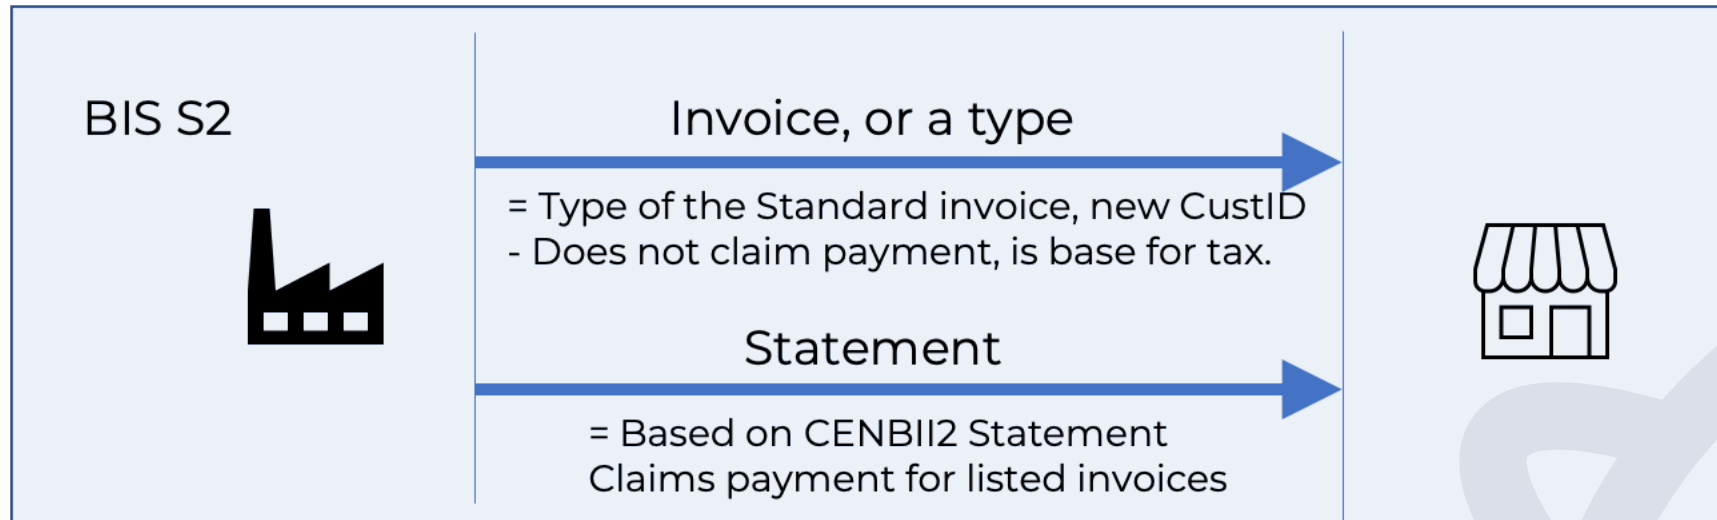 BIS S2
Invoice, or a type
= Type of the Standard invoice, new CustID
- Does not claim payment, is base for tax.
Statement
= Based on CENBII2 Statement
Claims payment for listed invoices